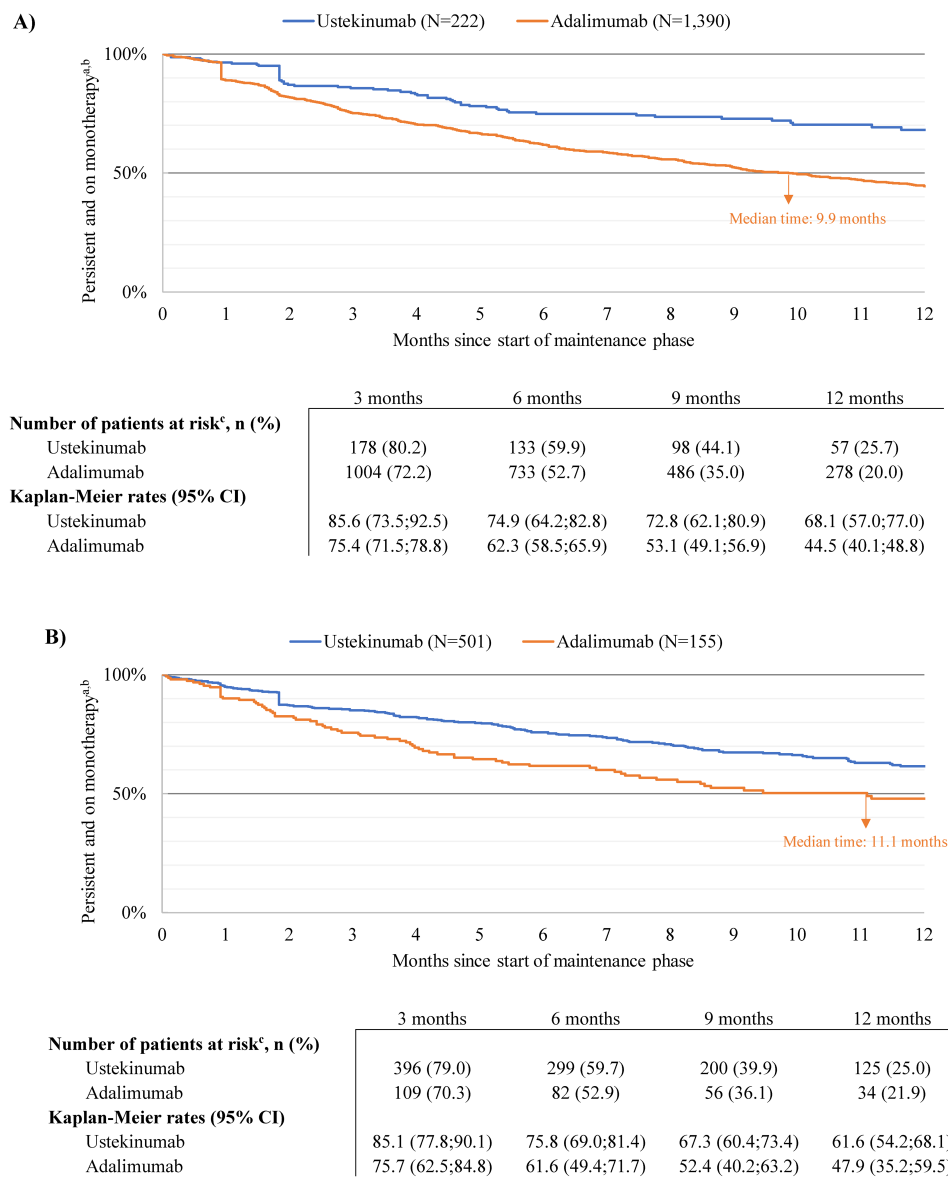 A)
Ustekinumab (N=222) Adalimumab (N=1,390)
Persistent and on monotherapyᵃ,ᵇ
100%
50%
0%
Median time: 9.9 months
0 1 2 3 4 5 6 7 8 9 10 11 12
Months since start of maintenance phase
3 months 6 months 9 months 12 months
Number of patients at riskᶜ, n (%)
Ustekinumab 178 (80.2) 133 (59.9) 98 (44.1) 57 (25.7)
Adalimumab 1004 (72.2) 733 (52.7) 486 (35.0) 278 (20.0)
Kaplan-Meier rates (95% CI)
Ustekinumab 85.6 (73.5;92.5) 74.9 (64.2;82.8) 72.8 (62.1;80.9) 68.1 (57.0;77.0)
Adalimumab 75.4 (71.5;78.8) 62.3 (58.5;65.9) 53.1 (49.1;56.9) 44.5 (40.1;48.8)
B)
Ustekinumab (N=501) Adalimumab (N=155)
Persistent and on monotherapyᵃ,ᵇ
100%
50%
0%
Median time: 11.1 months
0 1 2 3 4 5 6 7 8 9 10 11 12
Months since start of maintenance phase
3 months 6 months 9 months 12 months
Number of patients at riskᶜ, n (%)
Ustekinumab 396 (79.0) 299 (59.7) 200 (39.9) 125 (25.0)
Adalimumab 109 (70.3) 82 (52.9) 56 (36.1) 34 (21.9)
Kaplan-Meier rates (95% CI)
Ustekinumab 85.1 (77.8;90.1) 75.8 (69.0;81.4) 67.3 (60.4;73.4) 61.6 (54.2;68.1)
Adalimumab 75.7 (62.5;84.8) 61.6 (49.4;71.7) 52.4 (40.2;63.2) 47.9 (35.2;59.5)